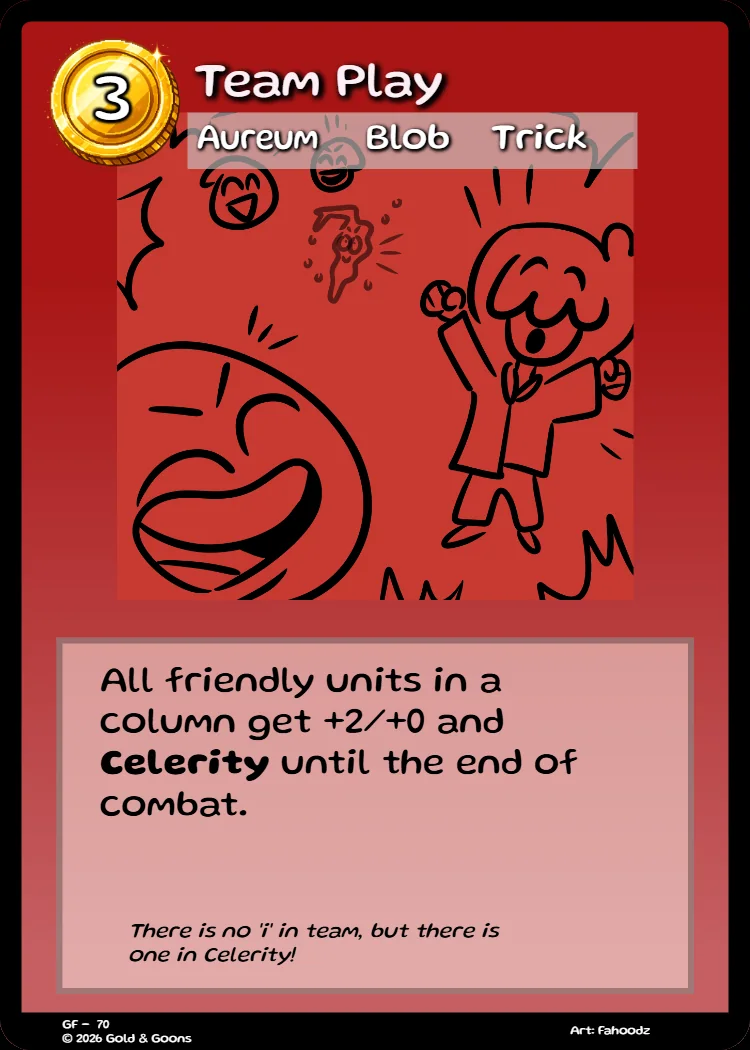 3
Team Play
Aureum Blob Trick
All friendly units in a
column get +2/+0 and
Celerity until the end of
combat.
There is no 'i' in team, but there is
one in Celerity!
GF - 70
© 2026 Gold & Goons
Art: Fahoodz